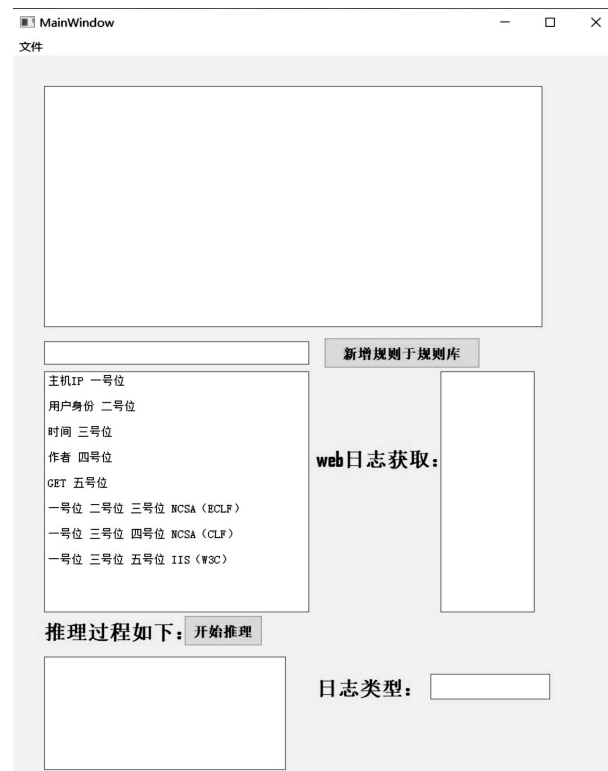 MainWindow
文件
新增规则于规则库
主机IP 一号位
用户身份 二号位
时间 三号位
作者 四号位
GET 五号位
一号位 二号位 三号位 NCSA（ECLF）
一号位 三号位 四号位 NCSA（CLF）
一号位 三号位 五号位 IIS（W3C）
web日志获取：
推理过程如下：开始推理
日志类型：